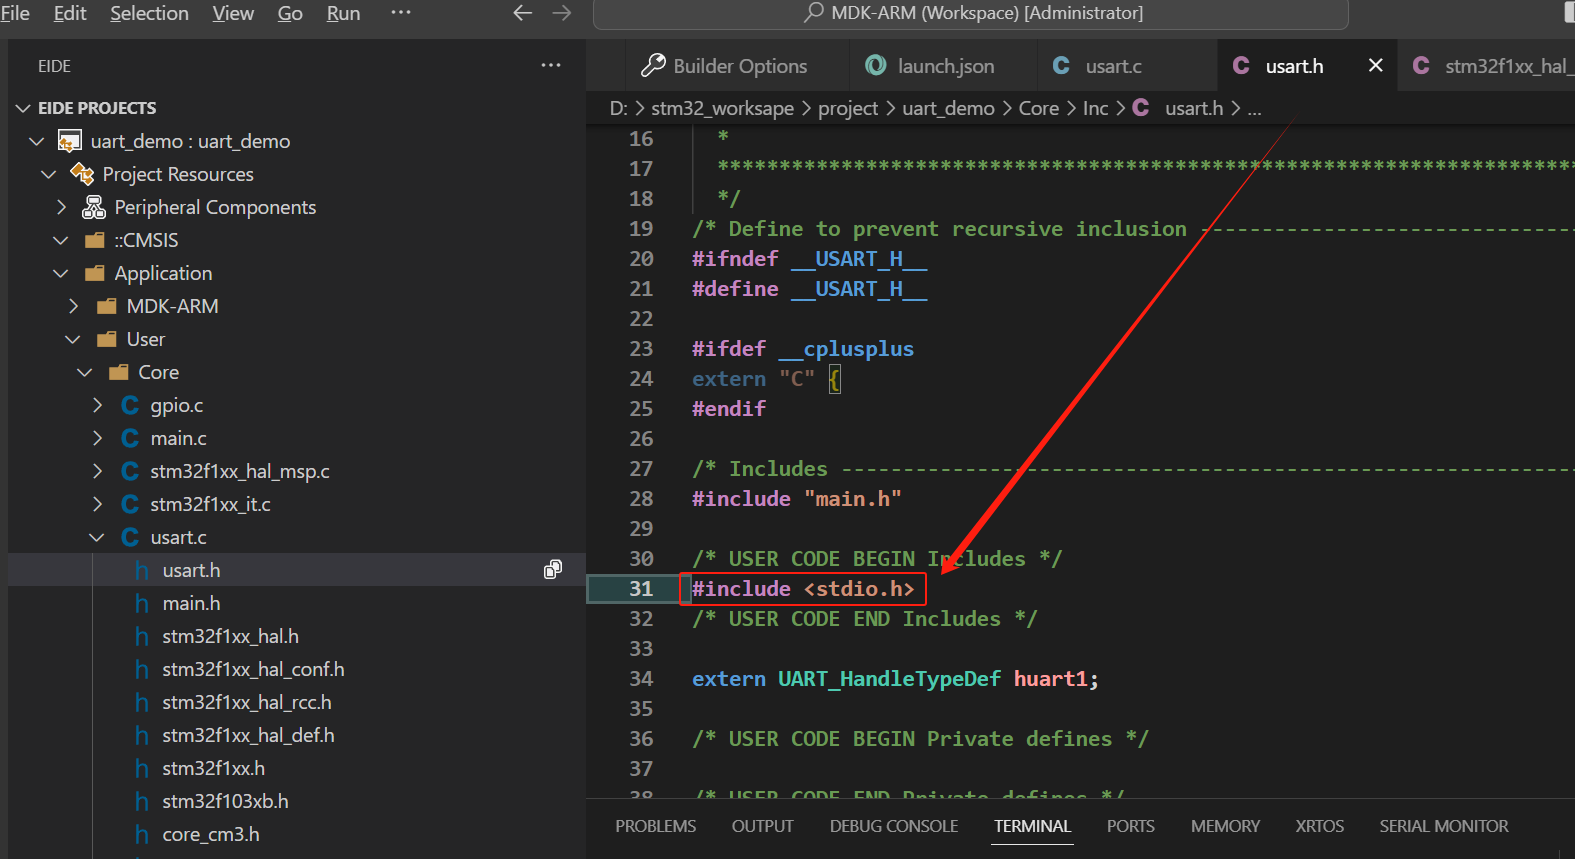 File Edit Selection View Go Run ···
MDK-ARM (Workspace) [Administrator]
EIDE ···
EIDE PROJECTS
uart_demo : uart_demo
Project Resources
Peripheral Components
::CMSIS
Application
MDK-ARM
User
Core
C gpio.c
C main.c
C stm32f1xx_hal_msp.c
C stm32f1xx_it.c
C usart.c
h usart.h
h main.h
h stm32f1xx_hal.h
h stm32f1xx_hal_conf.h
h stm32f1xx_hal_rcc.h
h stm32f1xx_hal_def.h
h stm32f1xx.h
h stm32f103xb.h
h core_cm3.h
Builder Options launch.json C usart.c C usart.h × C stm32f1xx_hal_
D: > stm32_worksape > project > uart_demo > Core > Inc > C usart.h > ...
16 *
17 **********************************************************************
18 */
19 /* Define to prevent recursive inclusion ------------------------------
20 #ifndef __USART_H__
21 #define __USART_H__
22
23 #ifdef __cplusplus
24 extern "C" {
25 #endif
26
27 /* Includes -----------------------------------------------------------
28 #include "main.h"
29
30 /* USER CODE BEGIN Includes */
31 #include <stdio.h>
32 /* USER CODE END Includes */
33
34 extern UART_HandleTypeDef huart1;
35
36 /* USER CODE BEGIN Private defines */
37
38 /* USER CODE END Private defines */
PROBLEMS OUTPUT DEBUG CONSOLE TERMINAL PORTS MEMORY XRTOS SERIAL MONITOR